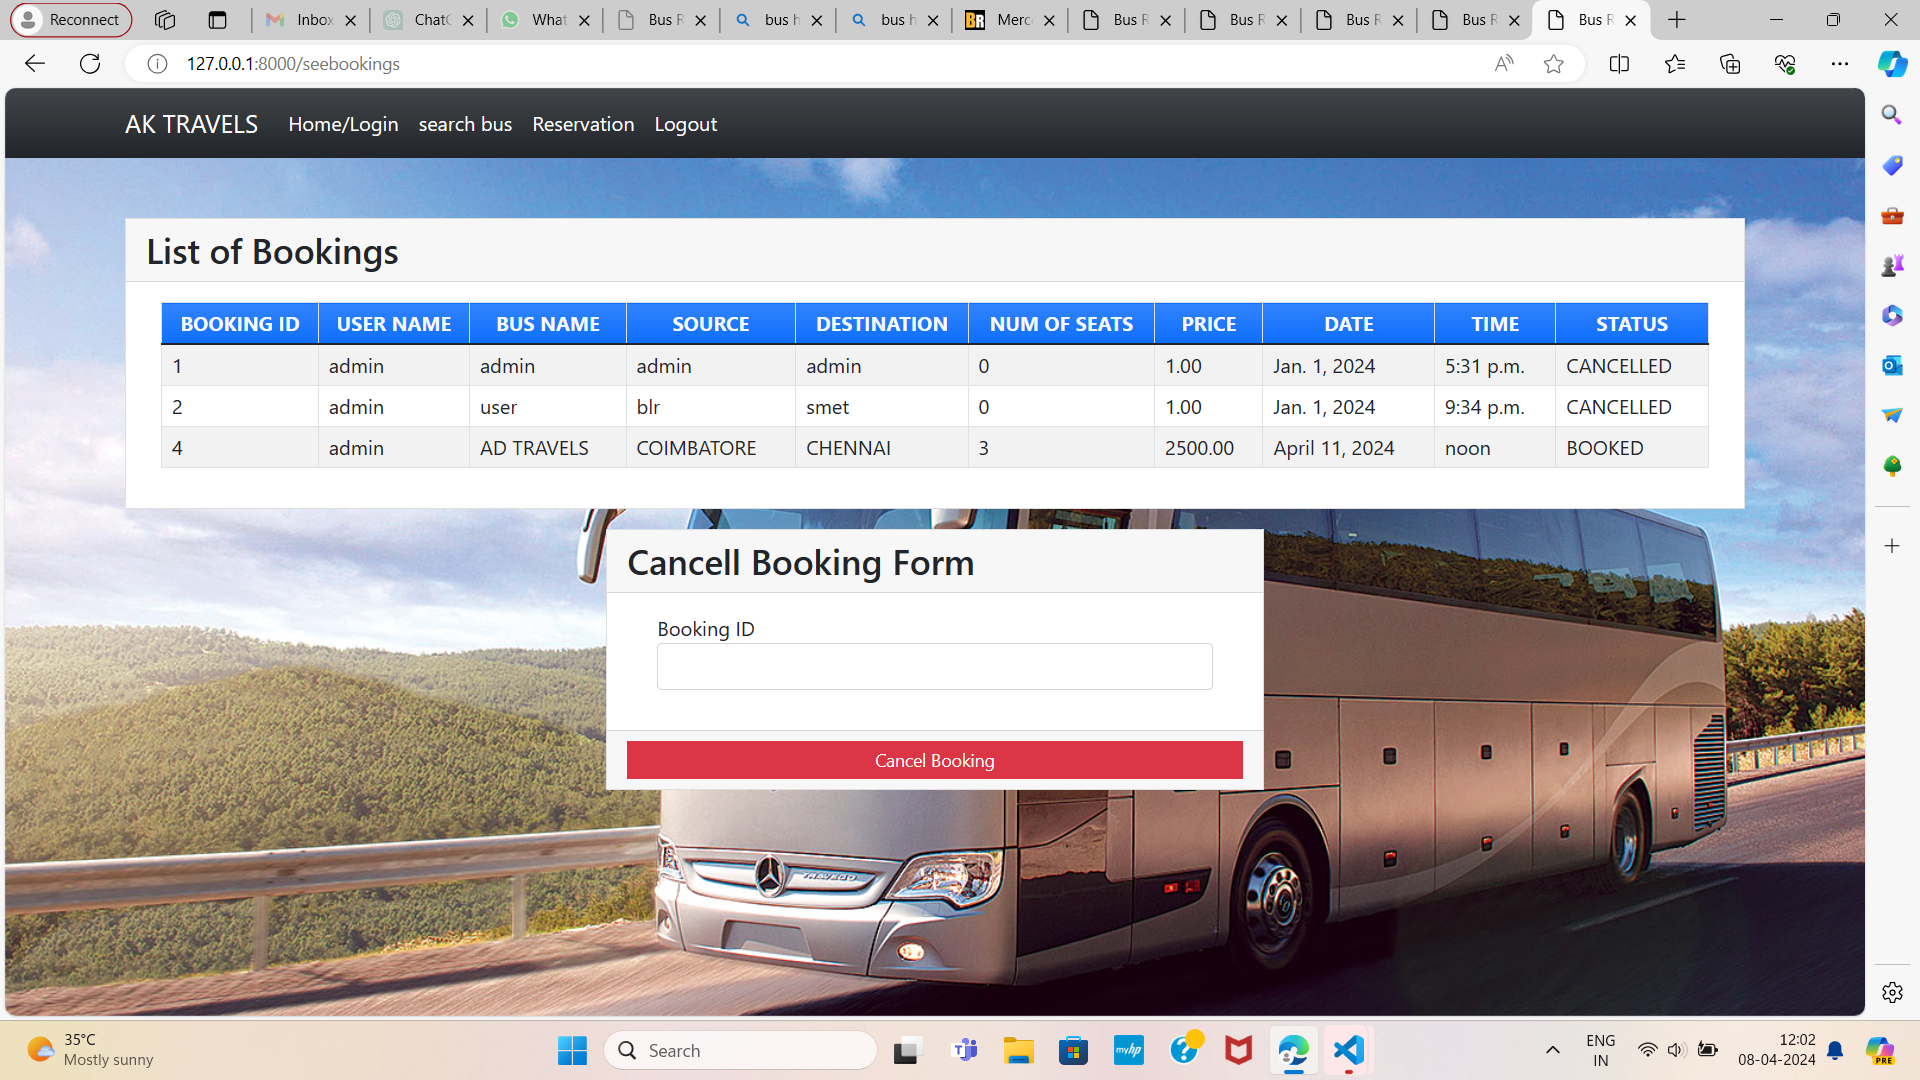 Reconnect
Inbox
ChatG
What
Bus R
bus h
bus h
Merc
Bus R
Bus R
Bus R
Bus R
Bus R
127.0.0.1:8000/seebookings
AK TRAVELS Home/Login search bus Reservation Logout
List of Bookings
BOOKING ID USER NAME BUS NAME SOURCE DESTINATION NUM OF SEATS PRICE DATE TIME STATUS
1 admin admin admin admin 0 1.00 Jan. 1, 2024 5:31 p.m. CANCELLED
2 admin user blr smet 0 1.00 Jan. 1, 2024 9:34 p.m. CANCELLED
4 admin AD TRAVELS COIMBATORE CHENNAI 3 2500.00 April 11, 2024 noon BOOKED
Cancell Booking Form
Booking ID
Cancel Booking
TRAVEGO
35°C
Mostly sunny
Search
myhp
ENG
IN
12:02
08-04-2024
PRE